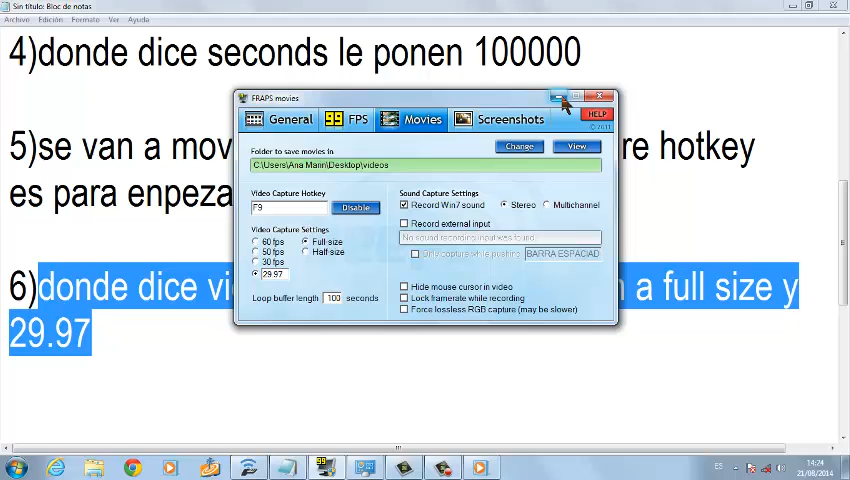 Sin título: Bloc de notas
Archivo Edición Formato Ver Ayuda
4)donde dice seconds le ponen 100000
5)se van a mov
re hotkey
es para enpeza
6)donde dice vi
n a full size y
29.97
FRAPS movies
General
99 FPS
Movies
Screenshots
HELP
© 2011
Folder to save movies in
Change
View
C:\Users\Ana Mann\Desktop\videos
Video Capture Hotkey
F9
Disable
Video Capture Settings
60 fps
Full-size
50 fps
Half-size
30 fps
29.97
Loop buffer length 100 seconds
Sound Capture Settings
Record Win7 sound
Stereo
Multichannel
Record external input
No sound recording input was found
Only capture while pushing
BARRA ESPACIAD
Hide mouse cursor in video
Lock framerate while recording
Force lossless RGB capture (may be slower)
99
ES
14:24
21/08/2014